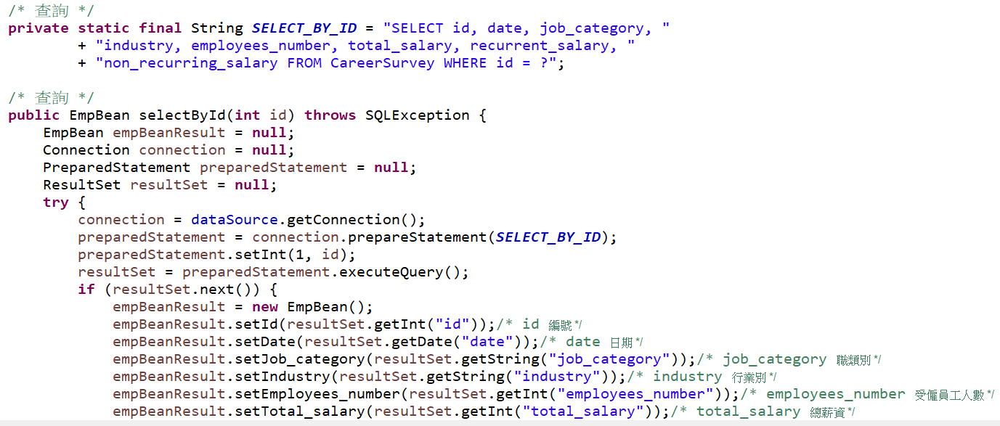 /* 查詢 */
private static final String SELECT_BY_ID = "SELECT id, date, job_category, "
+ "industry, employees_number, total_salary, recurrent_salary, "
+ "non_recurring_salary FROM CareerSurvey WHERE id = ?";
/* 查詢 */
public EmpBean selectById(int id) throws SQLException {
EmpBean empBeanResult = null;
Connection connection = null;
PreparedStatement preparedStatement = null;
ResultSet resultSet = null;
try {
connection = dataSource.getConnection();
preparedStatement = connection.prepareStatement(SELECT_BY_ID);
preparedStatement.setInt(1, id);
resultSet = preparedStatement.executeQuery();
if (resultSet.next()) {
empBeanResult = new EmpBean();
empBeanResult.setId(resultSet.getInt("id"));/* id 編號 */
empBeanResult.setDate(resultSet.getDate("date"));/* date 日期 */
empBeanResult.setJob_category(resultSet.getString("job_category"));/* job_category 職類別 */
empBeanResult.setIndustry(resultSet.getString("industry"));/* industry 行業別 */
empBeanResult.setEmployees_number(resultSet.getInt("employees_number"));/* employees_number 受僱員工人數 */
empBeanResult.setTotal_salary(resultSet.getInt("total_salary"));/* total_salary 總薪資 */